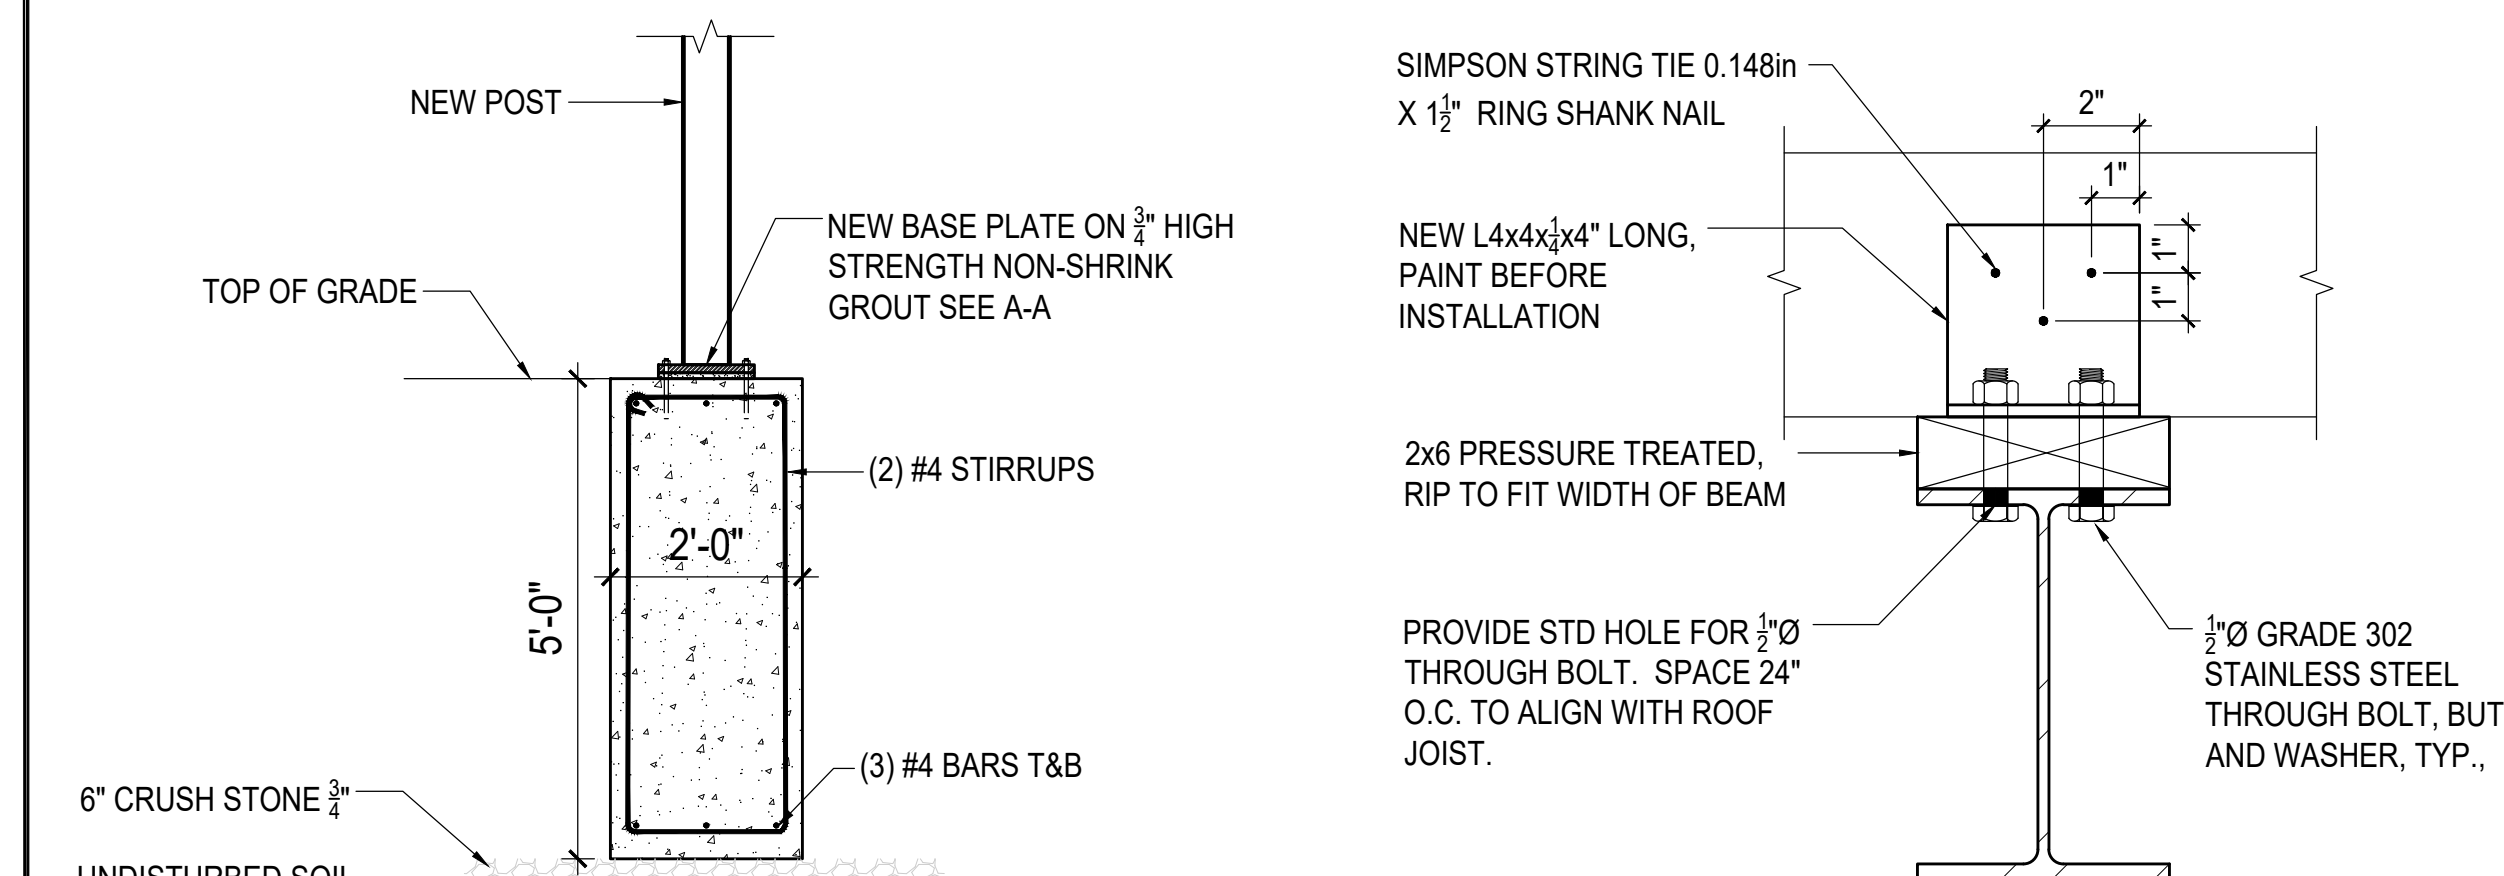 NEW POST
NEW BASE PLATE ON 3/4" HIGH
STRENGTH NON-SHRINK
GROUT SEE A-A
TOP OF GRADE
(2) #4 STIRRUPS
2'-0"
5'-0"
(3) #4 BARS T&B
6" CRUSH STONE 3/4"
UNDISTURBED SOIL
SIMPSON STRING TIE 0.148in
X 1 1/2" RING SHANK NAIL
2"
1"
1"
1"
NEW L4x4x1/4x4" LONG,
PAINT BEFORE
INSTALLATION
2x6 PRESSURE TREATED,
RIP TO FIT WIDTH OF BEAM
PROVIDE STD HOLE FOR 1/2"Ø
THROUGH BOLT. SPACE 24"
O.C. TO ALIGN WITH ROOF
JOIST.
1/2"Ø GRADE 302
STAINLESS STEEL
THROUGH BOLT, BUT
AND WASHER, TYP.,